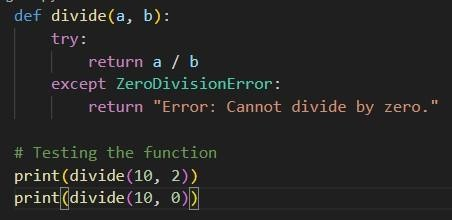 def divide(a, b):
    try:
        return a / b
    except ZeroDivisionError:
        return "Error: Cannot divide by zero."

# Testing the function
print(divide(10, 2))
print(divide(10, 0))